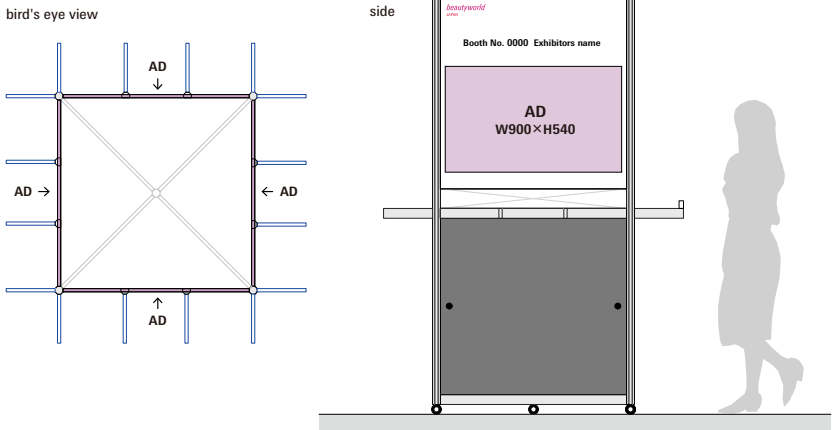 bird's eye view
AD
AD
AD
AD
side
beautyworld
JAPAN
Booth No. 0000 Exhibitors name
AD
W900×H540